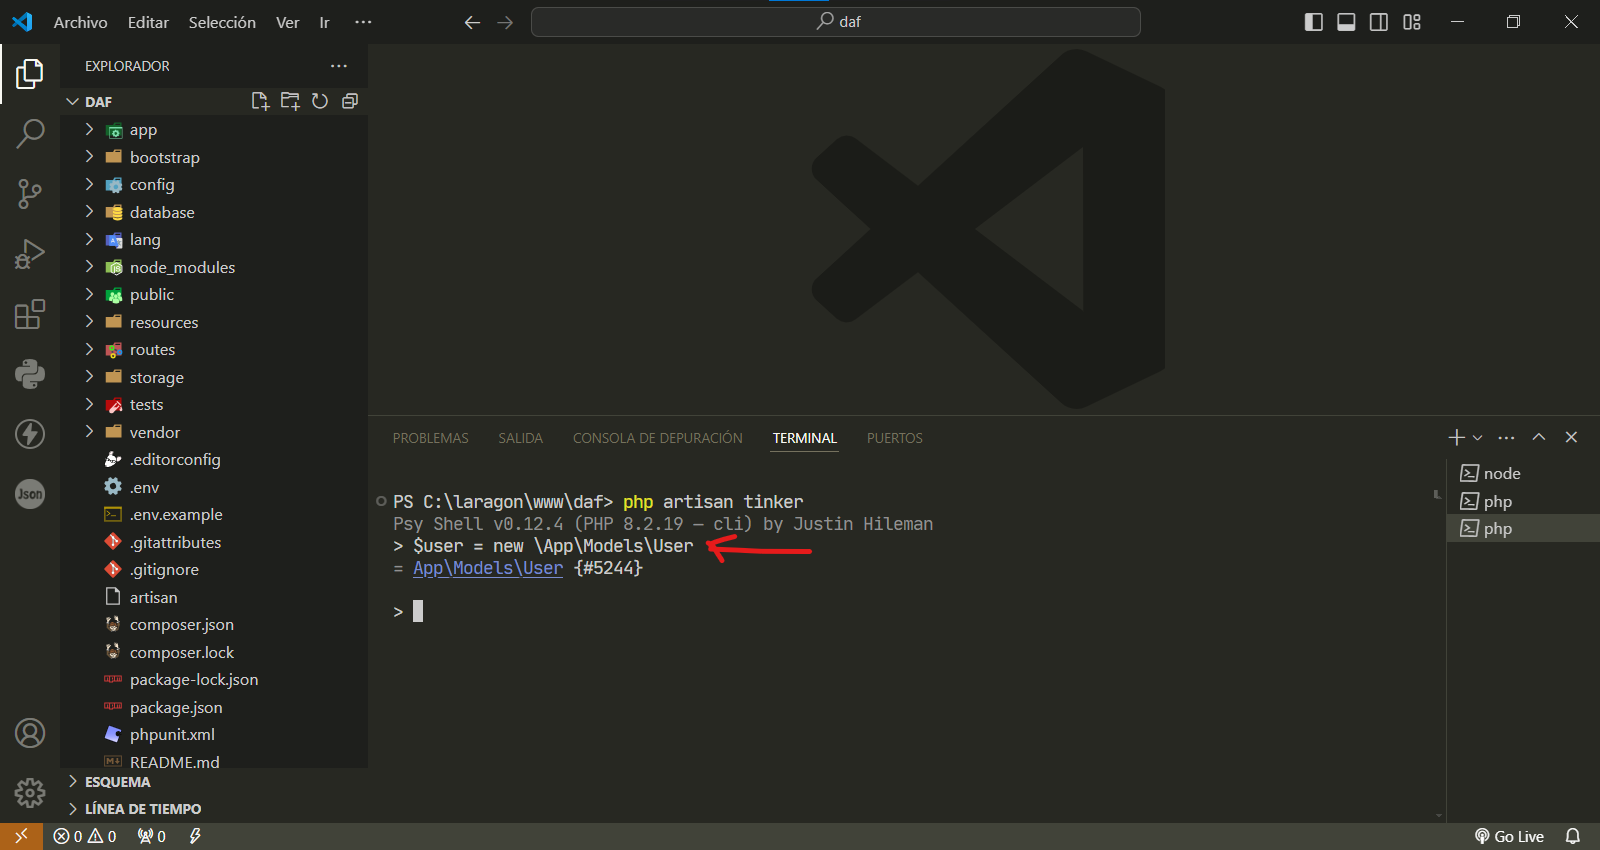 Archivo Editar Selección Ver Ir ···
daf
EXPLORADOR ···
DAF
app
bootstrap
config
database
lang
node_modules
public
resources
routes
storage
tests
vendor
.editorconfig
.env
.env.example
.gitattributes
.gitignore
artisan
composer.json
composer.lock
package-lock.json
package.json
phpunit.xml
README.md
ESQUEMA
LÍNEA DE TIEMPO
Json
PROBLEMAS SALIDA CONSOLA DE DEPURACIÓN TERMINAL PUERTOS
PS C:\laragon\www\daf> php artisan tinker
Psy Shell v0.12.4 (PHP 8.2.19 — cli) by Justin Hileman
> $user = new \App\Models\User
= App\Models\User {#5244}
>
node
php
php
0 0 0
Go Live